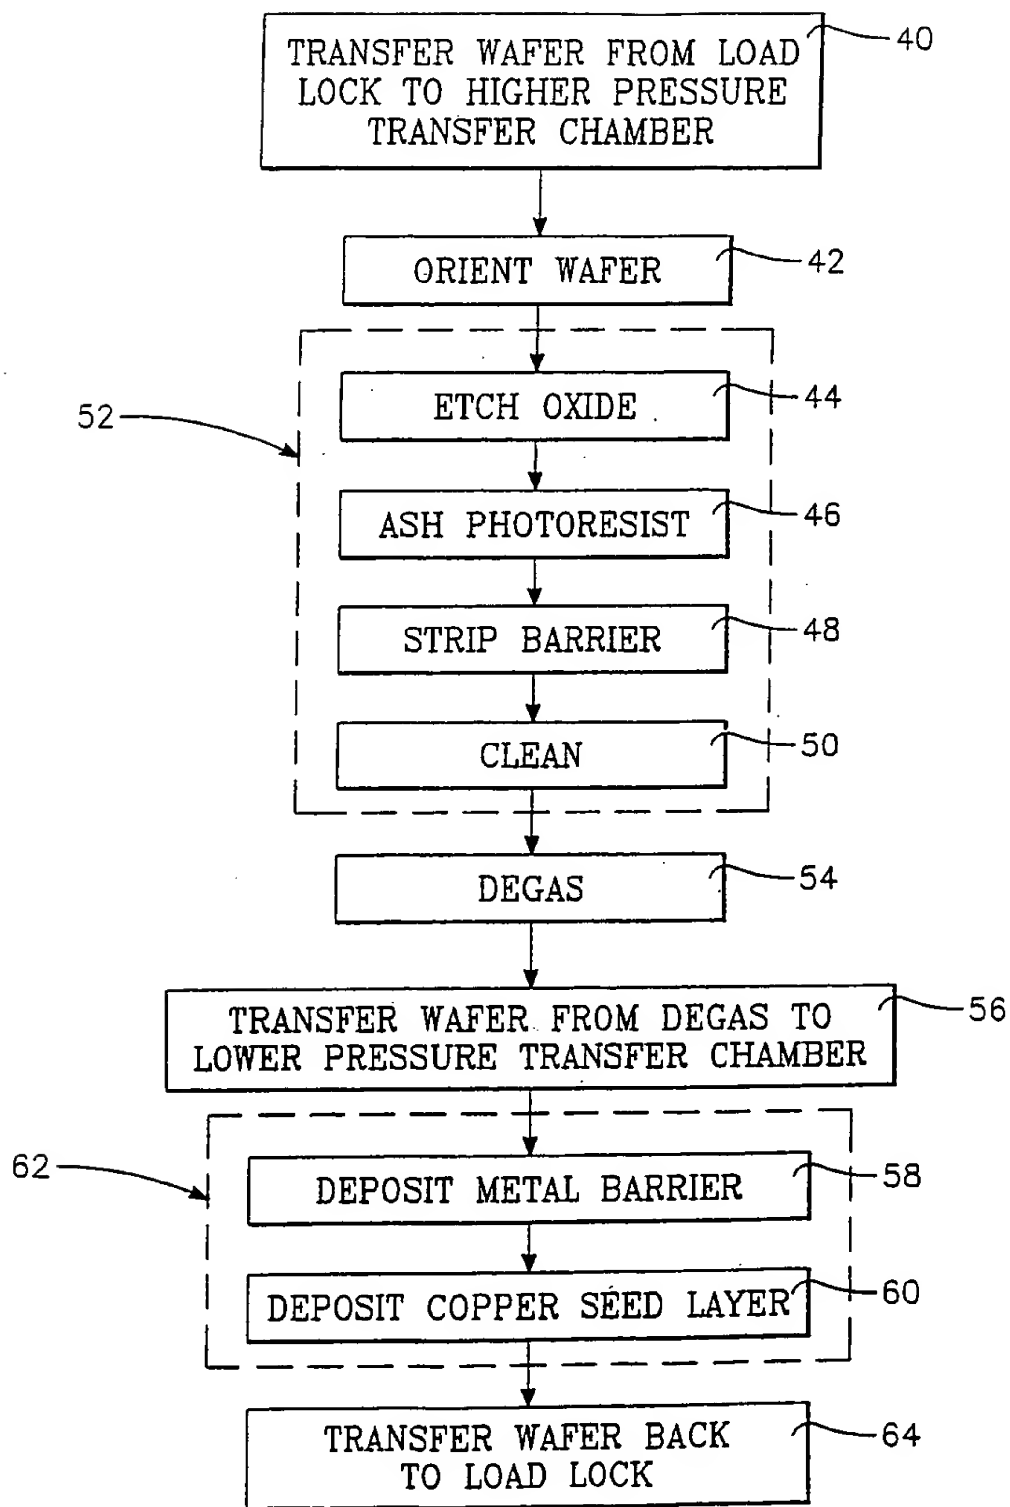 TRANSFER WAFER FROM LOAD
LOCK TO HIGHER PRESSURE
TRANSFER CHAMBER
40
ORIENT WAFER
42
52
ETCH OXIDE
44
ASH PHOTORESIST
46
STRIP BARRIER
48
CLEAN
50
DEGAS
54
TRANSFER WAFER FROM DEGAS TO
LOWER PRESSURE TRANSFER CHAMBER
56
62
DEPOSIT METAL BARRIER
58
DEPOSIT COPPER SEED LAYER
60
TRANSFER WAFER BACK
TO LOAD LOCK
64